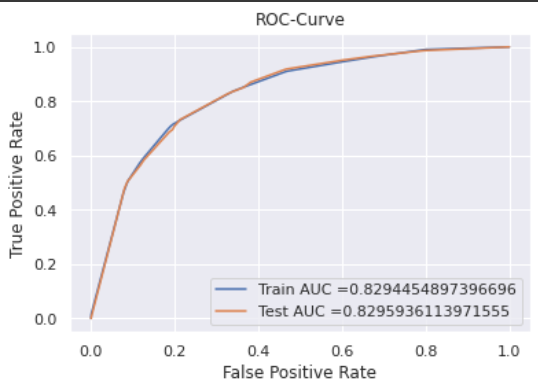 ROC-Curve
1.0
0.8
0.6
0.4
0.2
0.0
True Positive Rate
Train AUC =0.8294454897396696
Test AUC =0.8295936113971555
0.0 0.2 0.4 0.6 0.8 1.0
False Positive Rate